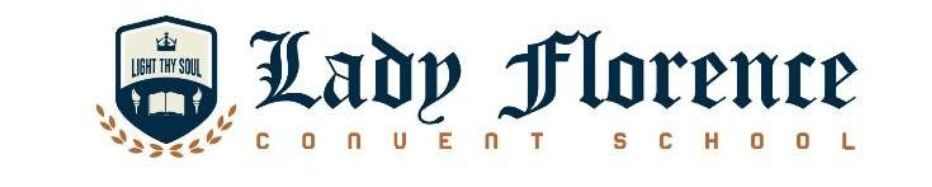 LIGHT THY SOUL
Lady Florence
CONVENT SCHOOL